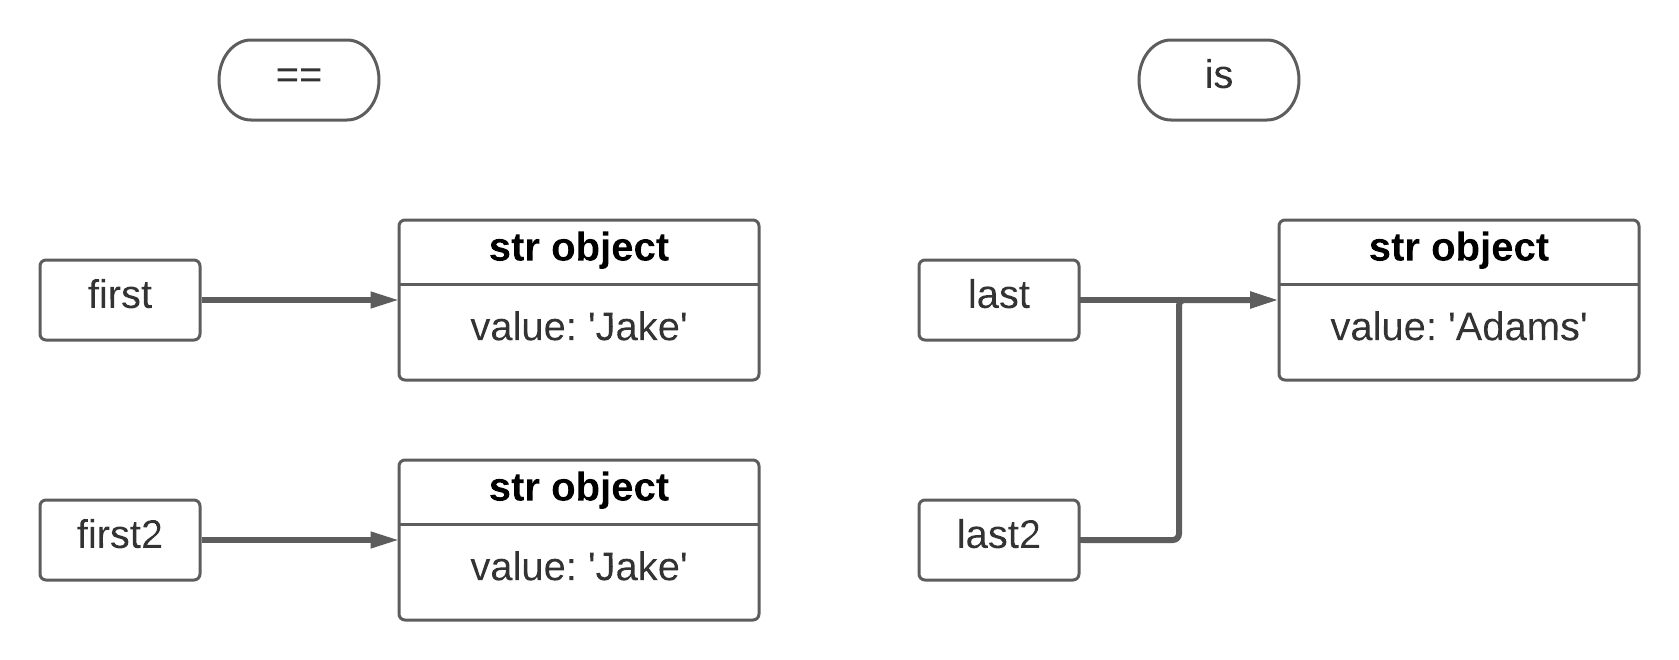 ==
is
first
str object
value: 'Jake'
last
str object
value: 'Adams'
first2
str object
value: 'Jake'
last2